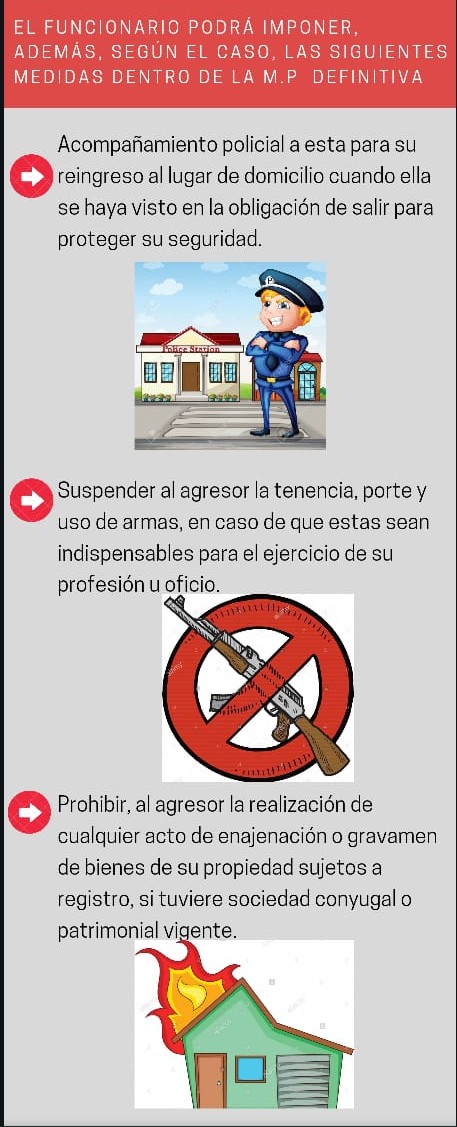 EL FUNCIONARIO PODRÁ IMPONER,
ADEMÁS, SEGÚN EL CASO, LAS SIGUIENTES
MEDIDAS DENTRO DE LA M.P DEFINITIVA
Acompañamiento policial a esta para su
reingreso al lugar de domicilio cuando ella
se haya visto en la obligación de salir para
proteger su seguridad.
Police Station
Suspender al agresor la tenencia, porte y
uso de armas, en caso de que estas sean
indispensables para el ejercicio de su
profesión u oficio.
Prohibir, al agresor la realización de
cualquier acto de enajenación o gravamen
de bienes de su propiedad sujetos a
registro, si tuviere sociedad conyugal o
patrimonial vigente.